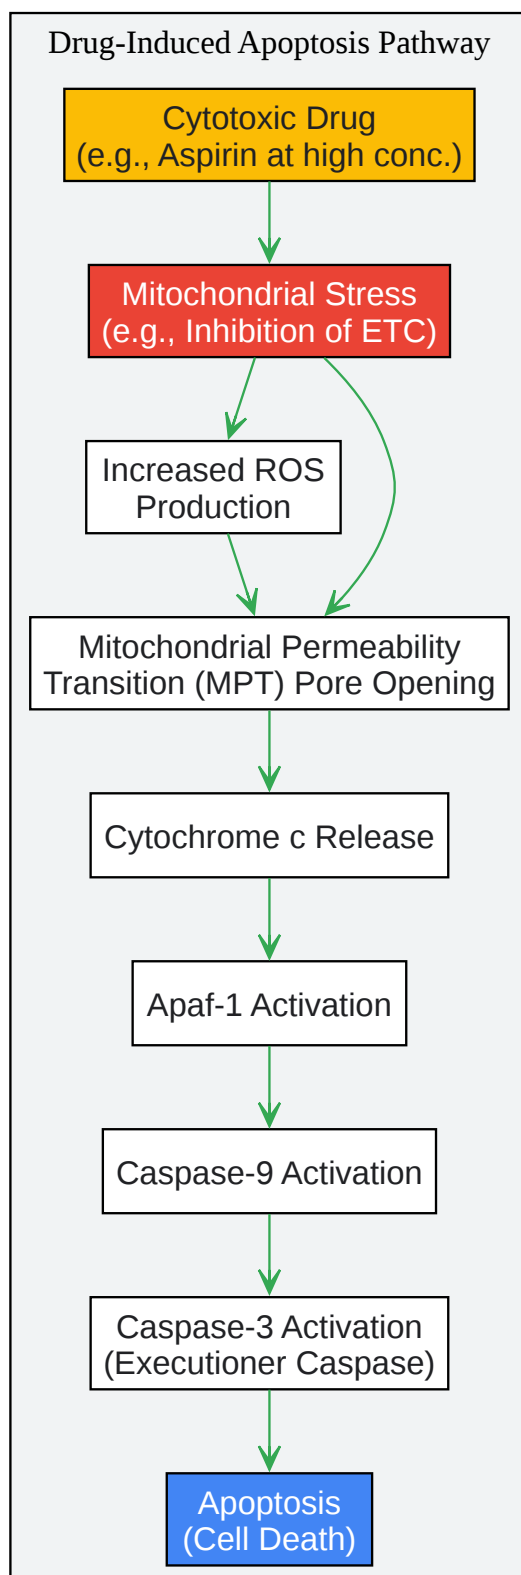 Drug-Induced Apoptosis Pathway
Cytotoxic Drug
(e.g., Aspirin at high conc.)
Mitochondrial Stress
(e.g., Inhibition of ETC)
Increased ROS
Production
Mitochondrial Permeability
Transition (MPT) Pore Opening
Cytochrome c Release
Apaf-1 Activation
Caspase-9 Activation
Caspase-3 Activation
(Executioner Caspase)
Apoptosis
(Cell Death)